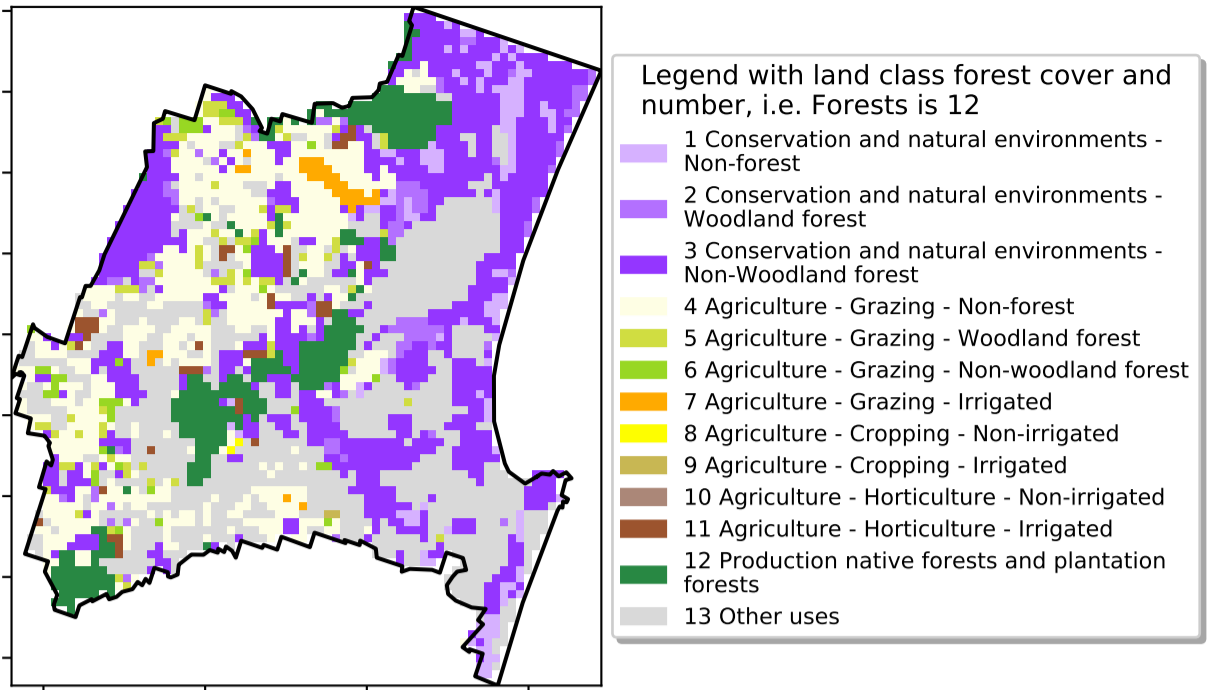 Legend with land class forest cover and
number, i.e. Forests is 12
1 Conservation and natural environments -
Non-forest
2 Conservation and natural environments -
Woodland forest
3 Conservation and natural environments -
Non-Woodland forest
4 Agriculture - Grazing - Non-forest
5 Agriculture - Grazing - Woodland forest
6 Agriculture - Grazing - Non-woodland forest
7 Agriculture - Grazing - Irrigated
8 Agriculture - Cropping - Non-irrigated
9 Agriculture - Cropping - Irrigated
10 Agriculture - Horticulture - Non-irrigated
11 Agriculture - Horticulture - Irrigated
12 Production native forests and plantation
forests
13 Other uses